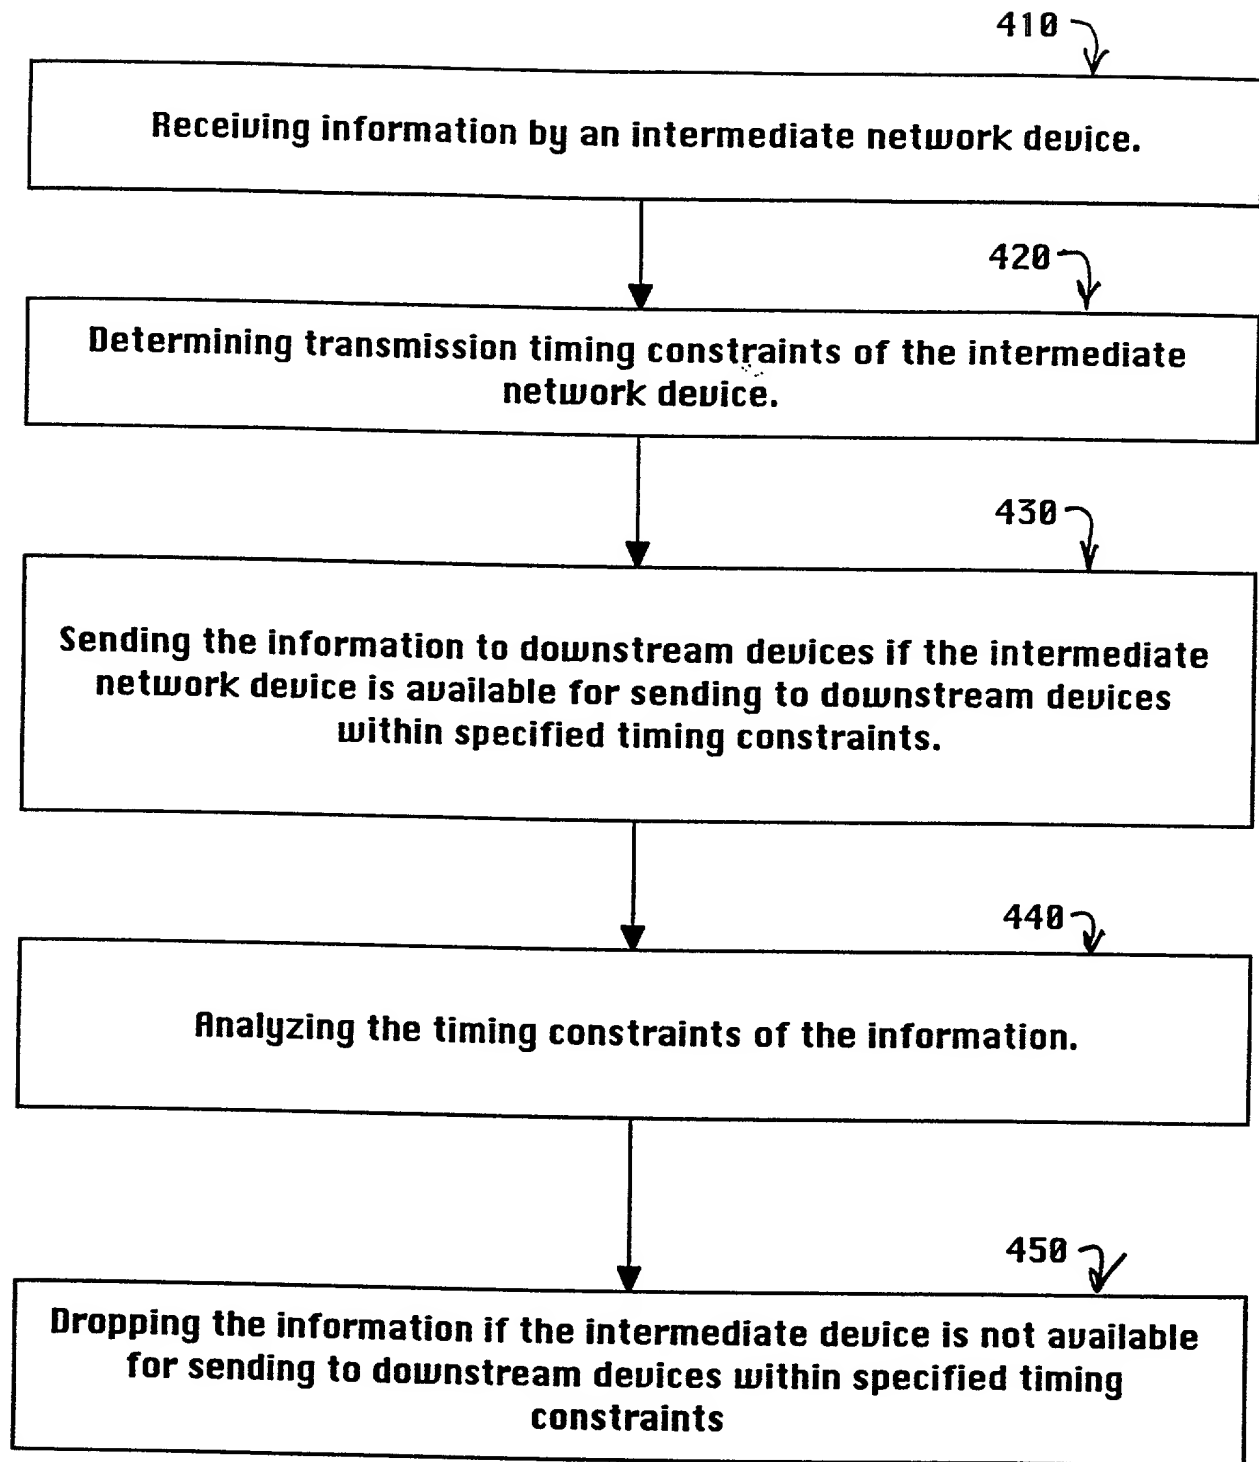 410
Receiving information by an intermediate network device.
420
Determining transmission timing constraints of the intermediate
network device.
430
Sending the information to downstream devices if the intermediate
network device is available for sending to downstream devices
within specified timing constraints.
440
Analyzing the timing constraints of the information.
450
Dropping the information if the intermediate device is not available
for sending to downstream devices within specified timing
constraints